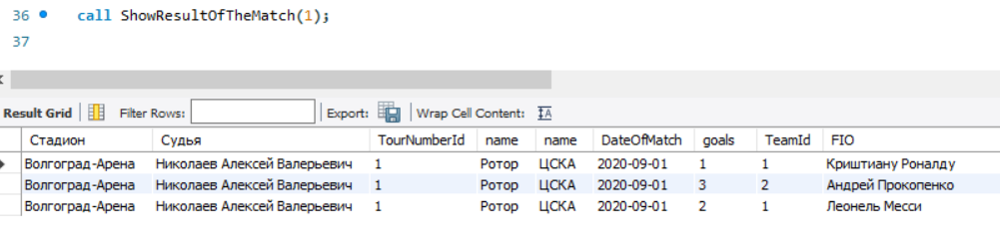 36 call ShowResultOfTheMatch(1);
37
Result Grid Filter Rows: Export: Wrap Cell Content: IA
Стадион Судья TourNumberId name name DateOfMatch goals TeamId FIO
Волгоград-Арена Николаев Алексей Валерьевич 1 Ротор ЦСКА 2020-09-01 1 1 Криштиану Роналду
Волгоград-Арена Николаев Алексей Валерьевич 1 Ротор ЦСКА 2020-09-01 3 2 Андрей Прокопенко
Волгоград-Арена Николаев Алексей Валерьевич 1 Ротор ЦСКА 2020-09-01 2 1 Леонель Месси